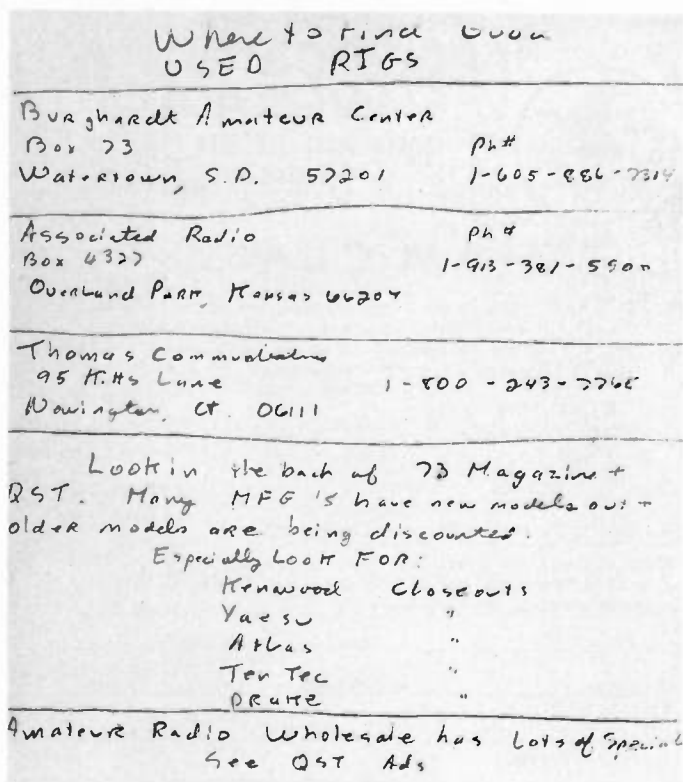 Where to Find Good
USED RIGS
Burghardt Amateur Center
Box 73 Ph#
Watertown, S.D. 57201 1-605-886-7314
Associated Radio Ph#
Box 4327 1-913-381-5900
Overland Park, Kansas 66204
Thomas Communications
95 Kitts Lane 1-800-243-7765
Newington, Ct. 06111
Look in the back of 73 Magazine +
QST. Many MFG's have new models out +
older models are being discounted.
Especially Look FOR:
Kenwood Closeouts
Yaesu "
Atlas "
Ten Tec "
DRAKE "
Amateur Radio Wholesale has Lots of Specials
See QST Ads